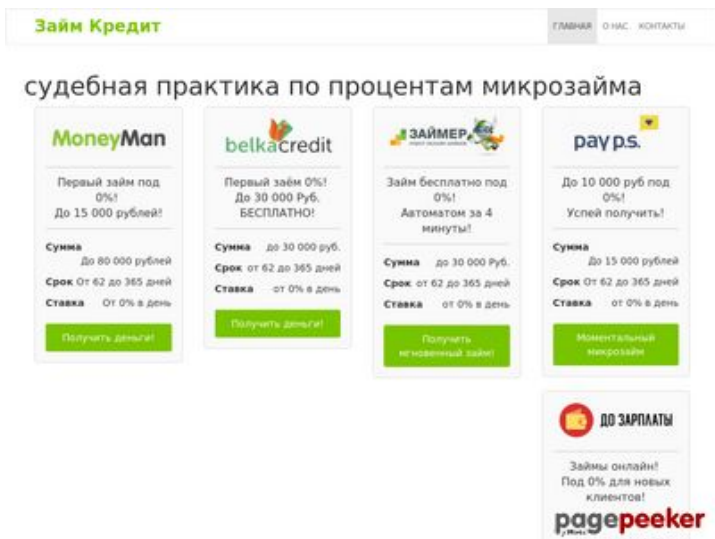 Займ Кредит
ГЛАВНАЯ О НАС КОНТАКТЫ
судебная практика по процентам микрозайма
MoneyMan
Первый займ под
0%!
До 15 000 рублей!
Сумма
До 80 000 рублей
Срок От 62 до 365 дней
Ставка От 0% в день
Получить деньги!
belkacredit
Первый заём 0%!
До 30 000 Руб.
БЕСПЛАТНО!
Сумма до 30 000 руб.
Срок от 62 до 365 дней
Ставка от 0% в день
Получить деньги!
ЗАЙМЕР
Займ бесплатно под
0%!
Автоматом за 4
минуты!
Сумма до 30 000 Руб.
Срок от 62 до 365 дней
Ставка от 0% в день
Получить
мгновенный займ!
pay p.s.
До 10 000 руб под
0%!
Успей получить!
Сумма
До 15 000 рублей
Срок От 62 до 365 дней
Ставка от 0% в день
Моментальный
микрозайм
ДО ЗАРПЛАТЫ
Займы онлайн!
Под 0% для новых
клиентов!
pagepeeker